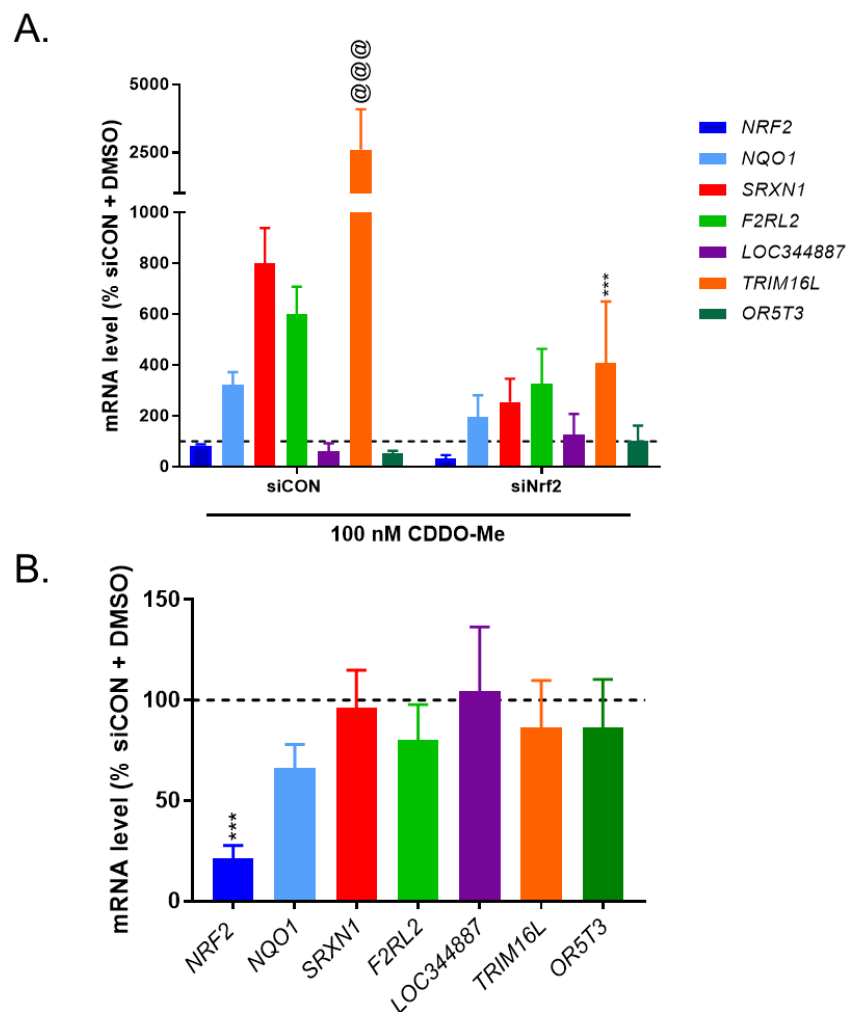 A.
mRNA level (% siCON + DMSO)
5000
2500
1000
800
600
400
200
0
@@@
***
siCON
siNrf2
100 nM CDDO-Me
NRF2
NQO1
SRXN1
F2RL2
LOC344887
TRIM16L
OR5T3
B.
mRNA level (% siCON + DMSO)
150
100
50
0
***
NRF2
NQO1
SRXN1
F2RL2
LOC344887
TRIM16L
OR5T3